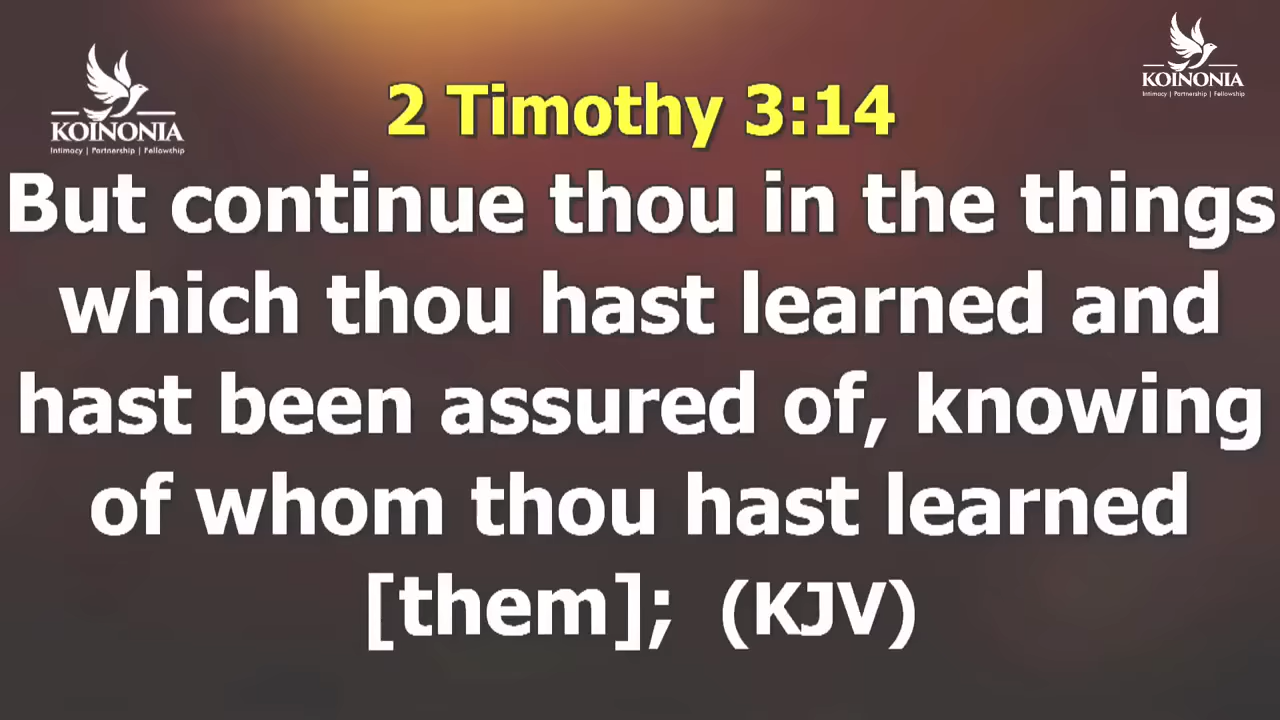 KOINONIA
Intimacy | Partnership | Fellowship
KOINONIA
Intimacy | Partnership | Fellowship
2 Timothy 3:14
But continue thou in the things
which thou hast learned and
hast been assured of, knowing
of whom thou hast learned
[them]; (KJV)